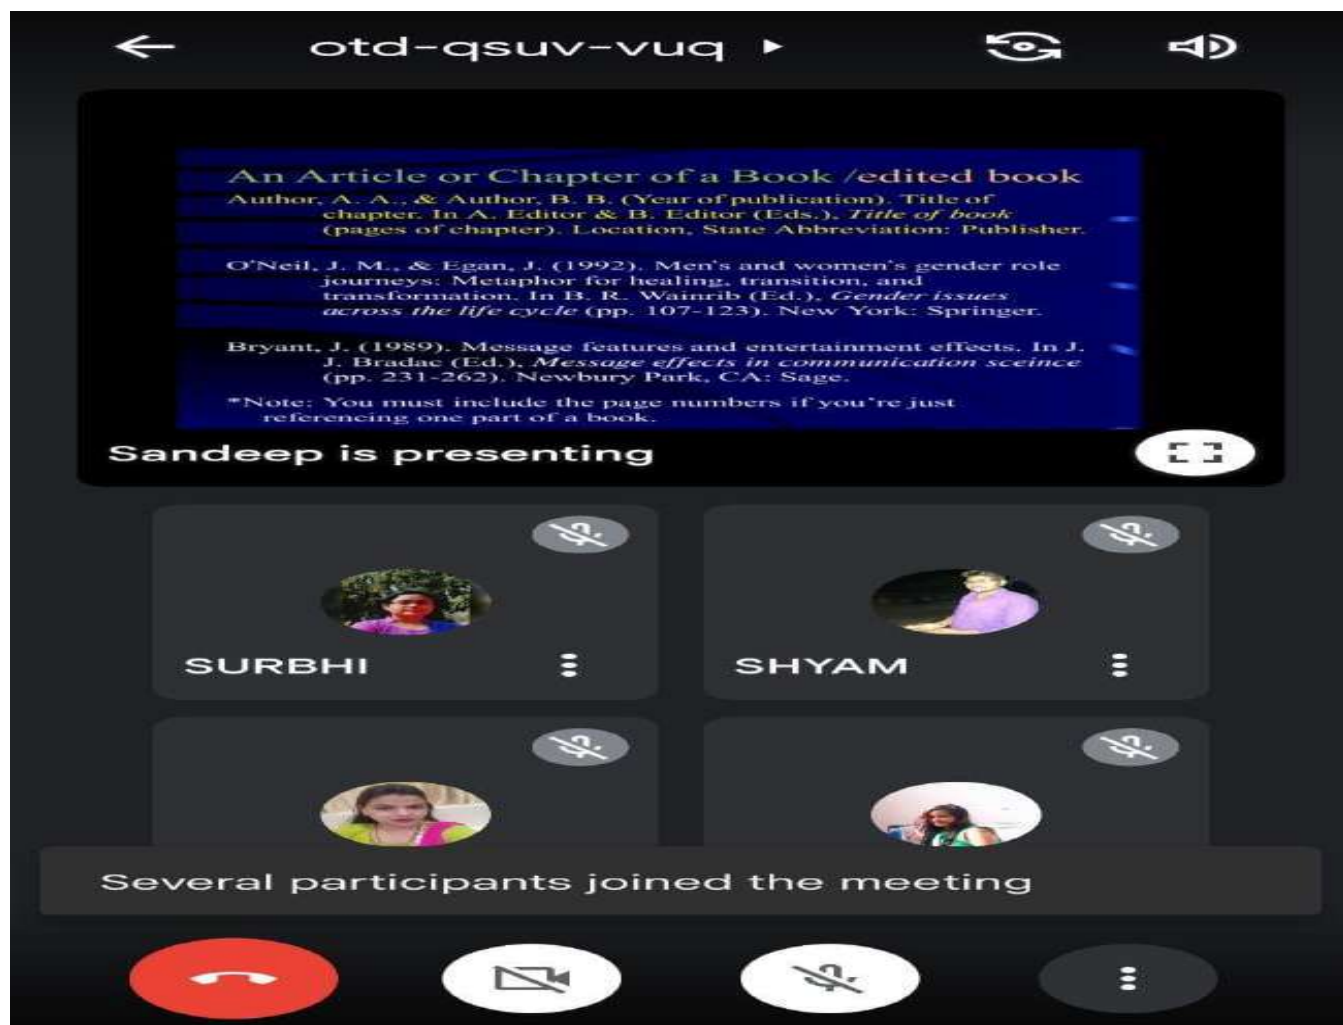 otd-qsuv-vuq
An Article or Chapter of a Book /edited book
Author, A. A., & Author, B. B. (Year of publication). Title of
chapter. In A. Editor & B. Editor (Eds.), Title of book
(pages of chapter). Location, State Abbreviation: Publisher.
O'Neil, J. M., & Egan, J. (1992). Men's and women's gender role
journeys: Metaphor for healing, transition, and
transformation. In B. R. Wainrib (Ed.), Gender issues
across the life cycle (pp. 107-123). New York: Springer.
Bryant, J. (1989). Message features and entertainment effects. In J.
J. Bradac (Ed.), Message effects in communication sceince
(pp. 231-262). Newbury Park, CA: Sage.
*Note: You must include the page numbers if you're just
referencing one part of a book.
Sandeep is presenting
SURBHI
SHYAM
Several participants joined the meeting